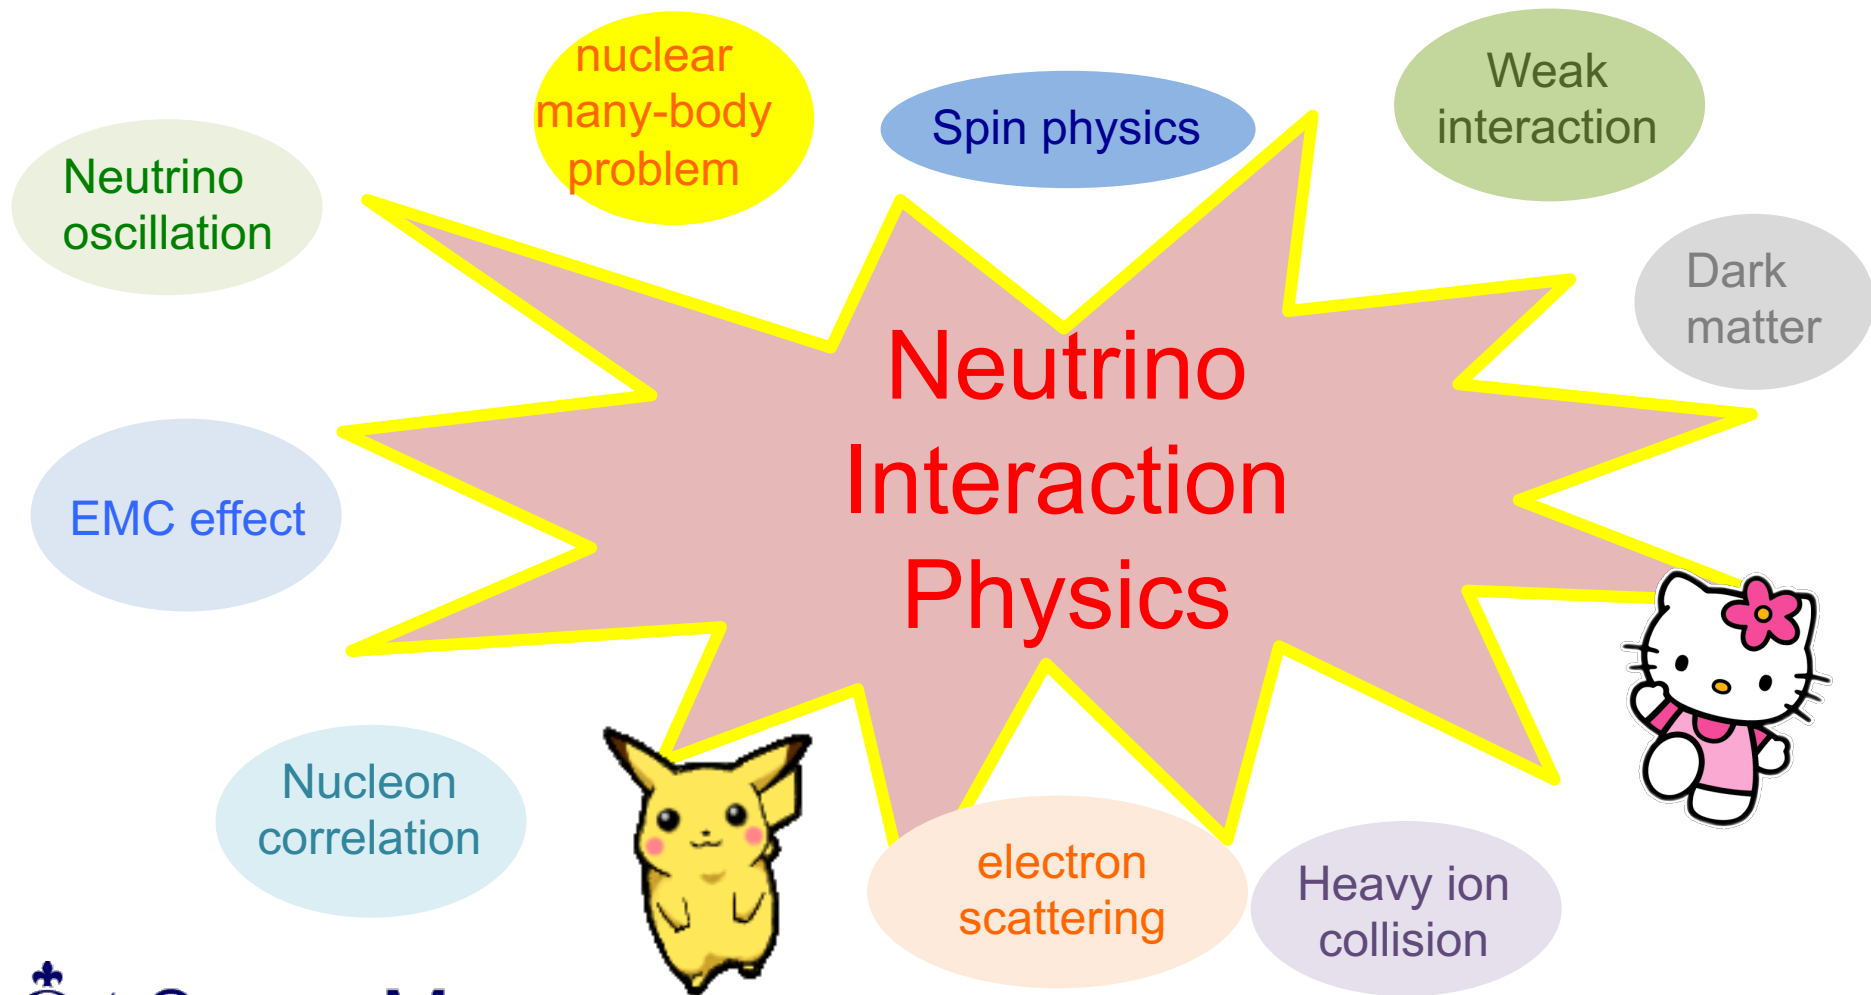 nuclear
many-body
problem
Spin physics
Weak
interaction
Neutrino
oscillation
Dark
matter
Neutrino
Interaction
Physics
EMC effect
Nucleon
correlation
electron
scattering
Heavy ion
collision